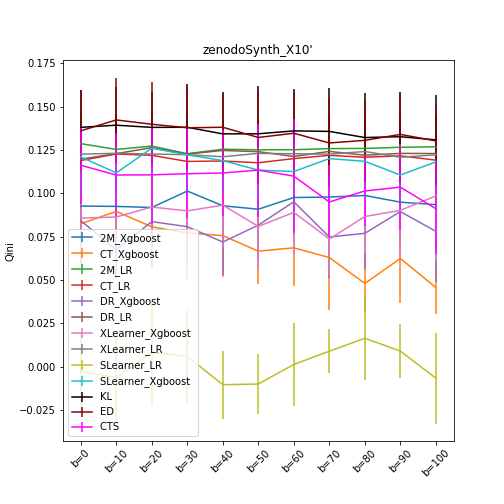 zenodoSynth_X10'
Qini
0.175
0.150
0.125
0.100
0.075
0.050
0.025
0.000
−0.025
2M_Xgboost
CT_Xgboost
2M_LR
CT_LR
DR_Xgboost
DR_LR
XLearner_Xgboost
XLearner_LR
SLearner_LR
SLearner_Xgboost
KL
ED
CTS
b=0
b=10
b=20
b=30
b=40
b=50
b=60
b=70
b=80
b=90
b=100